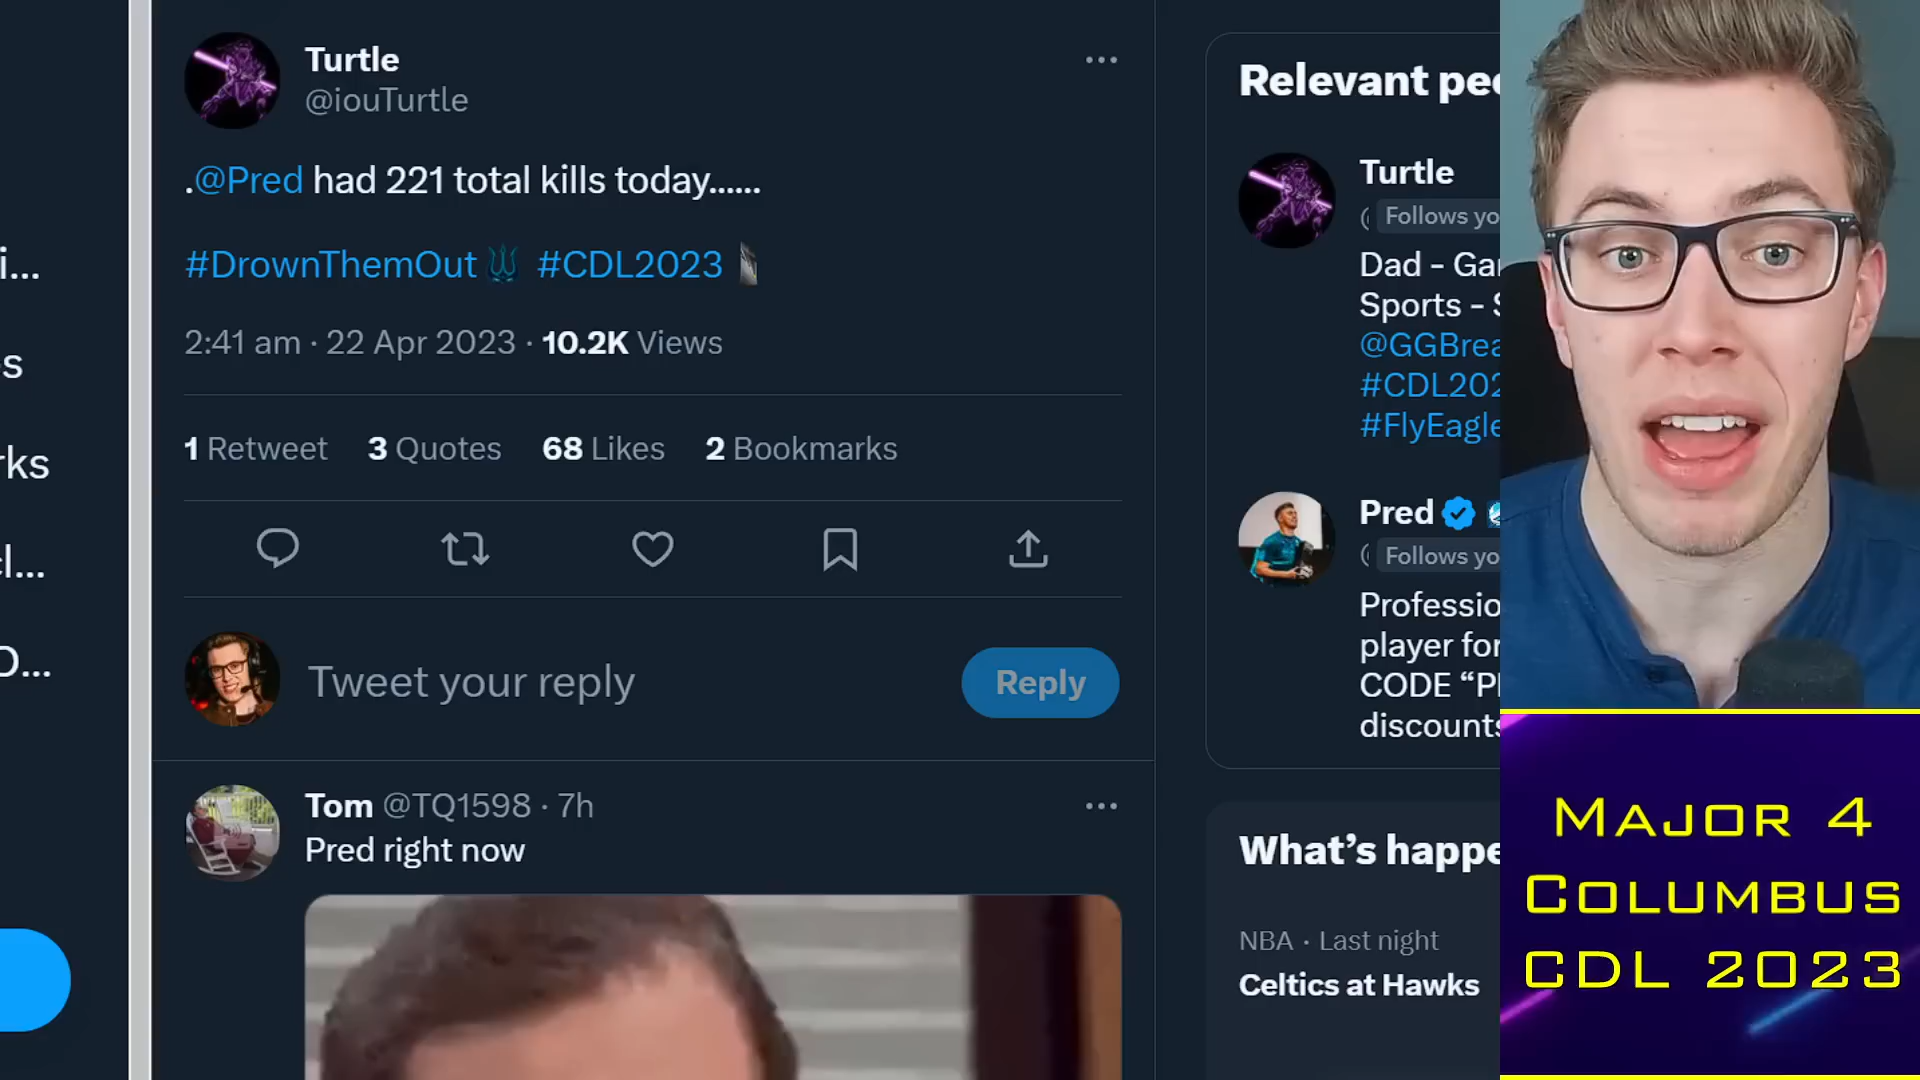 i...
s
rks
cl...
D...
Turtle
@iouTurtle
.@Pred had 221 total kills today......
#DrownThemOut #CDL2023
2:41 am · 22 Apr 2023 · 10.2K Views
1 Retweet 3 Quotes 68 Likes 2 Bookmarks
Tweet your reply
Reply
Tom @TQ1598 · 7h
Pred right now
Relevant pe
Turtle
Follows yo
Dad - Ga
Sports -
@GGBrea
#CDL202
#FlyEagle
Pred
Follows yo
Professio
player for
CODE “P
discounts
What’s happe
NBA · Last night
Celtics at Hawks
MAJOR 4
COLUMBUS
CDL 2023